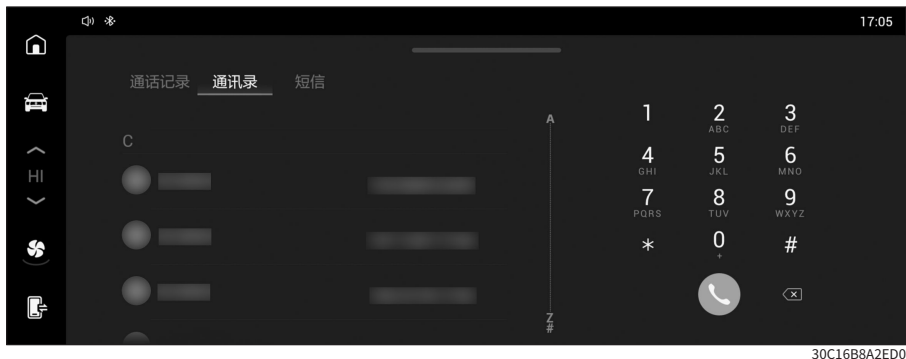 17:05
通话记录 通讯录 短信
C
HI
A
Z
#
1
2 ABC
3 DEF
4 GHI
5 JKL
6 MNO
7 PQRS
8 TUV
9 WXYZ
*
0 +
#
30C16B8A2ED0